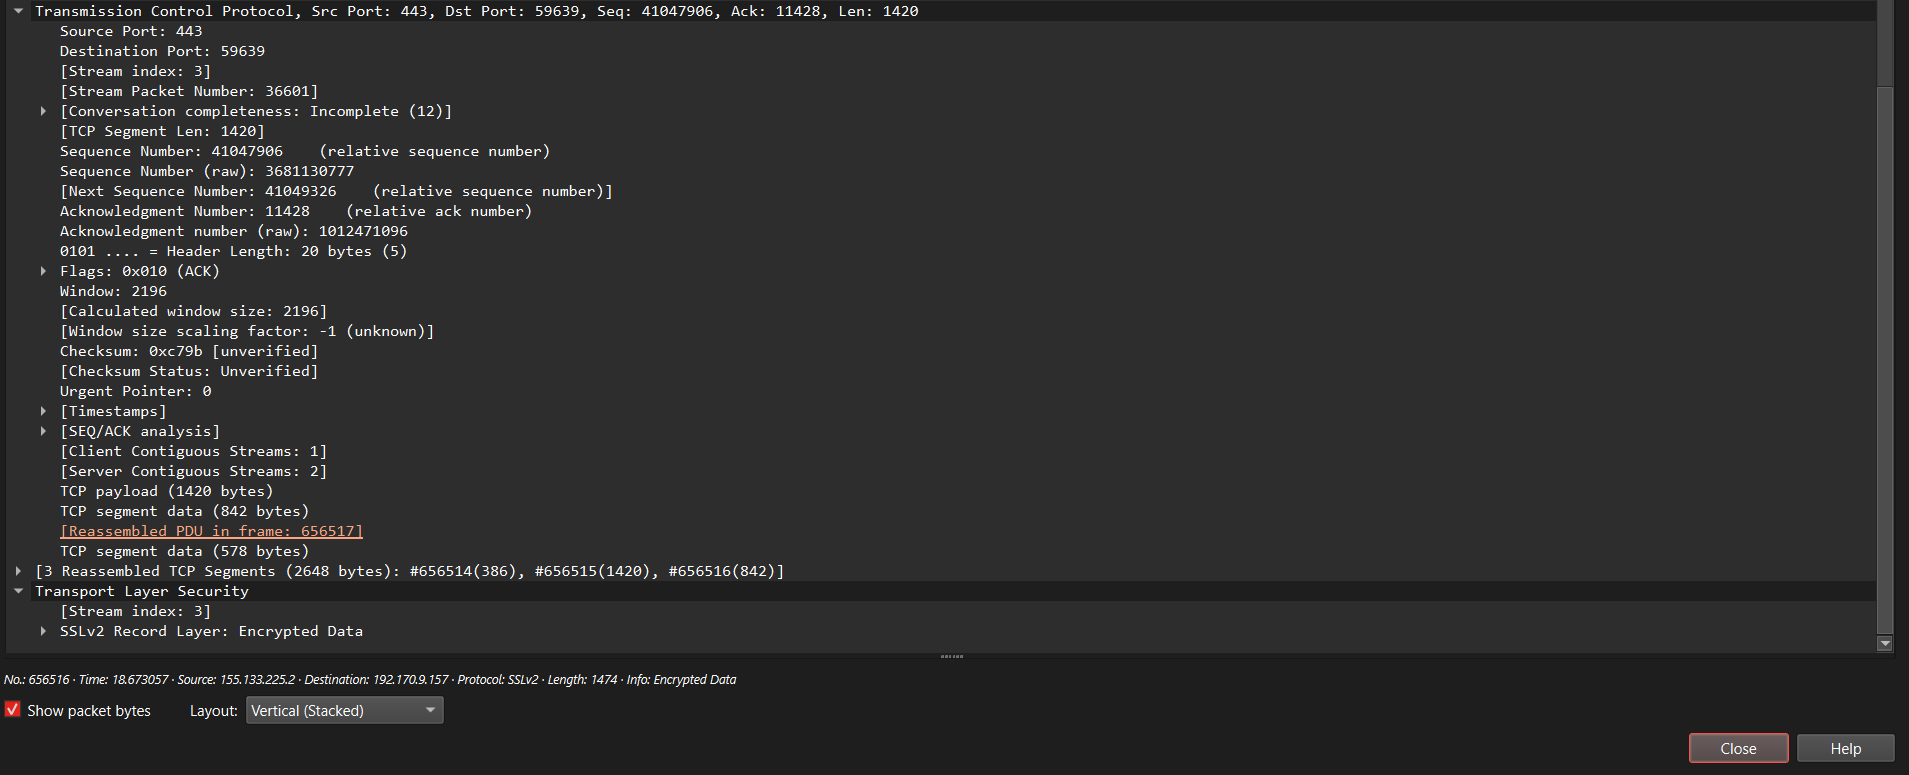 Transmission Control Protocol, Src Port: 443, Dst Port: 59639, Seq: 41047906, Ack: 11428, Len: 1420
Source Port: 443
Destination Port: 59639
[Stream index: 3]
[Stream Packet Number: 36601]
[Conversation completeness: Incomplete (12)]
[TCP Segment Len: 1420]
Sequence Number: 41047906    (relative sequence number)
Sequence Number (raw): 3681130777
[Next Sequence Number: 41049326    (relative sequence number)]
Acknowledgment Number: 11428    (relative ack number)
Acknowledgment number (raw): 1012471096
0101 .... = Header Length: 20 bytes (5)
Flags: 0x010 (ACK)
Window: 2196
[Calculated window size: 2196]
[Window size scaling factor: -1 (unknown)]
Checksum: 0xc79b [unverified]
[Checksum Status: Unverified]
Urgent Pointer: 0
[Timestamps]
[SEQ/ACK analysis]
[Client Contiguous Streams: 1]
[Server Contiguous Streams: 2]
TCP payload (1420 bytes)
TCP segment data (842 bytes)
[Reassembled PDU in frame: 656517]
TCP segment data (578 bytes)
[3 Reassembled TCP Segments (2648 bytes): #656514(386), #656515(1420), #656516(842)]
Transport Layer Security
[Stream index: 3]
SSLv2 Record Layer: Encrypted Data
No.: 656516 · Time: 18.673057 · Source: 155.133.225.2 · Destination: 192.170.9.157 · Protocol: SSLv2 · Length: 1474 · Info: Encrypted Data
Show packet bytes Layout: Vertical (Stacked)
Close Help